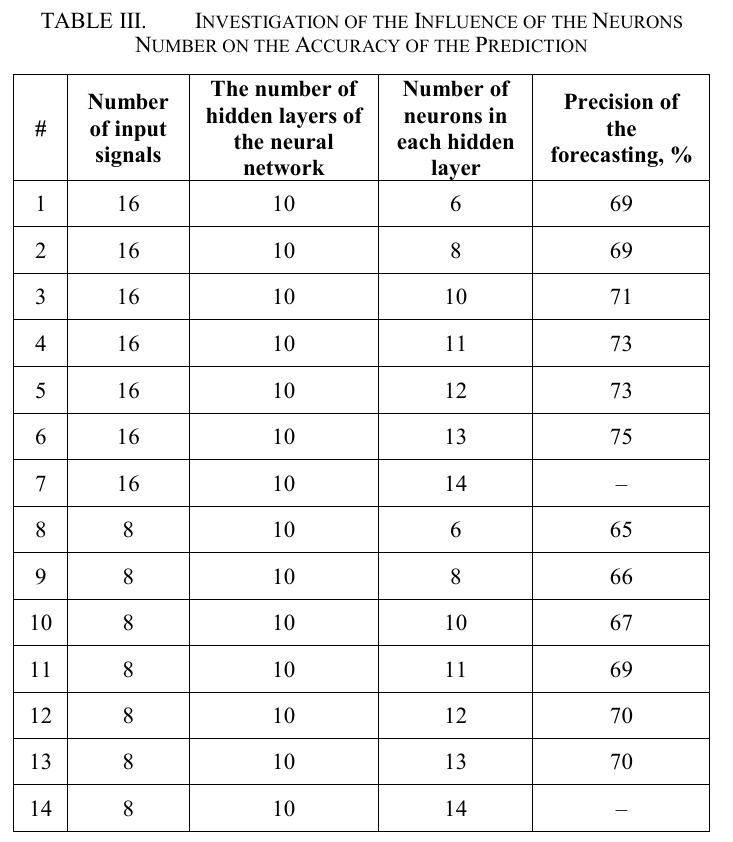 TABLE III. INVESTIGATION OF THE INFLUENCE OF THE NEURONS
NUMBER ON THE ACCURACY OF THE PREDICTION
# Number of input signals The number of hidden layers of the neural network Number of neurons in each hidden layer Precision of the forecasting, %
1 16 10 6 69
2 16 10 8 69
3 16 10 10 71
4 16 10 11 73
5 16 10 12 73
6 16 10 13 75
7 16 10 14 –
8 8 10 6 65
9 8 10 8 66
10 8 10 10 67
11 8 10 11 69
12 8 10 12 70
13 8 10 13 70
14 8 10 14 –